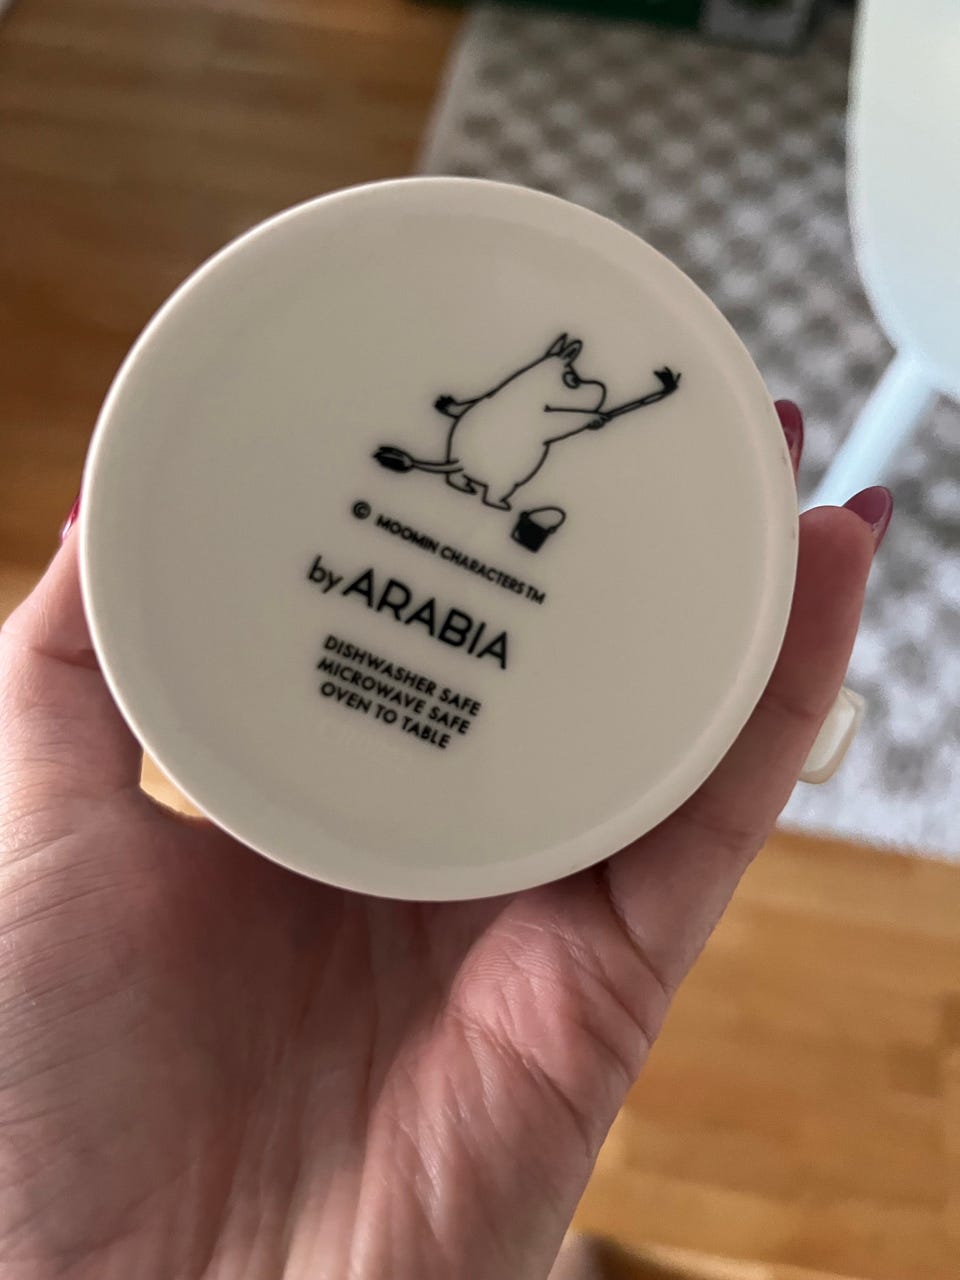 © MOOMIN CHARACTERS TM
by ARABIA
DISHWASHER SAFE
MICROWAVE SAFE
OVEN TO TABLE